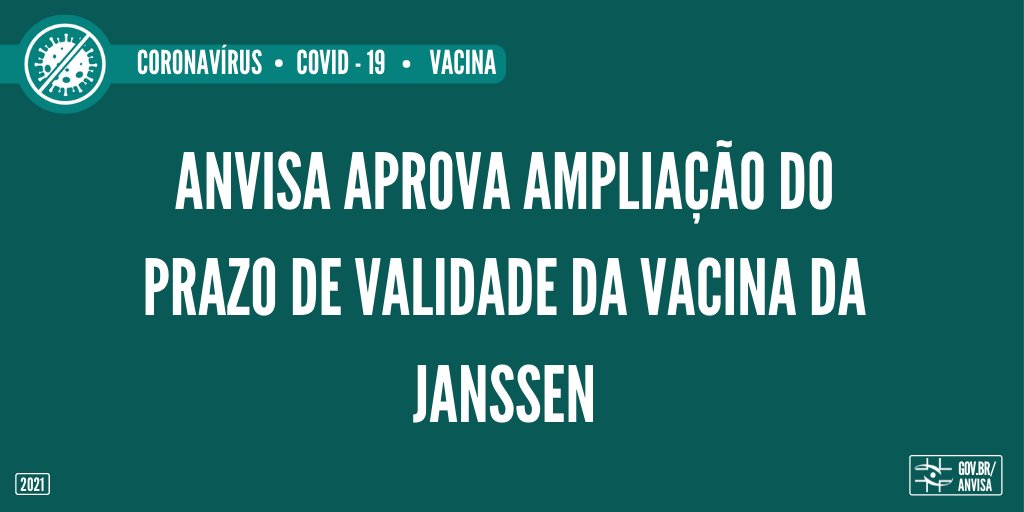 CORONAVÍRUS • COVID - 19 • VACINA
ANVISA APROVA AMPLIAÇÃO DO
PRAZO DE VALIDADE DA VACINA DA
JANSSEN
2021
GOV.BR/
ANVISA